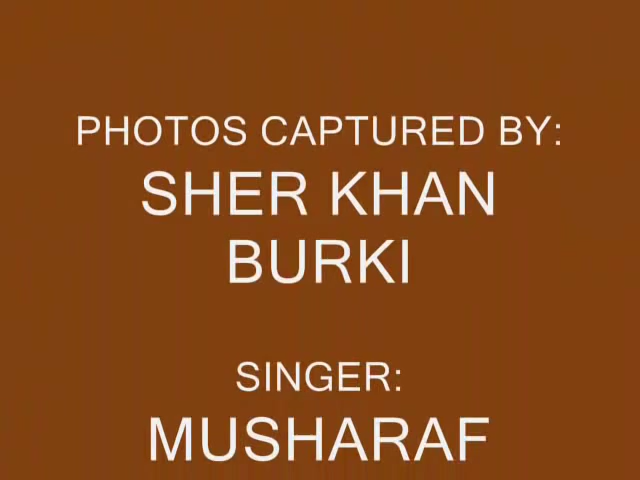 PHOTOS CAPTURED BY:
SHER KHAN
BURKI
SINGER:
MUSHARAF